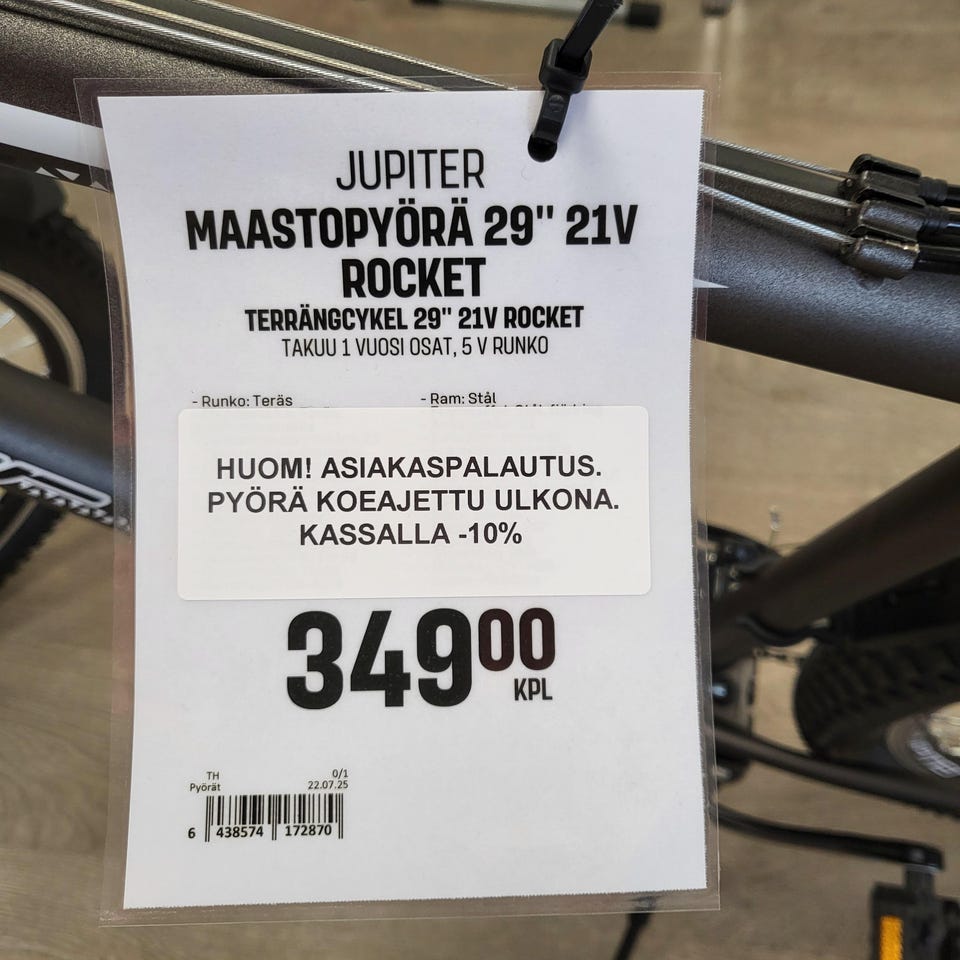 JUPITER
MAASTOPYÖRÄ 29" 21V
ROCKET
TERRÄNGCYKEL 29" 21V ROCKET
TAKUU 1 VUOSI OSAT, 5 V RUNKO
- Runko: Teräs
- Ram: Stål
HUOM! ASIAKASPALAUTUS.
PYÖRÄ KOEAJETTU ULKONA.
KASSALLA -10%
349 00
KPL
TH 0/1
Pyörät 22.07.25
6 438574 172870